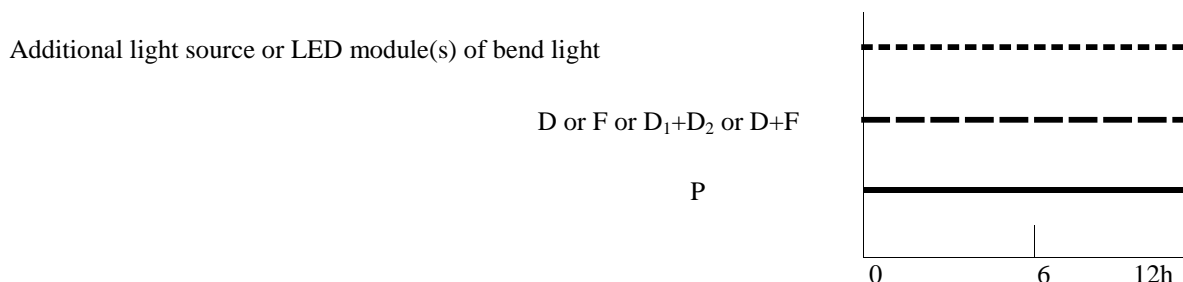 Additional light source or LED module(s) of bend light
D or F or D₁+D₂ or D+F
P
0 6 12h